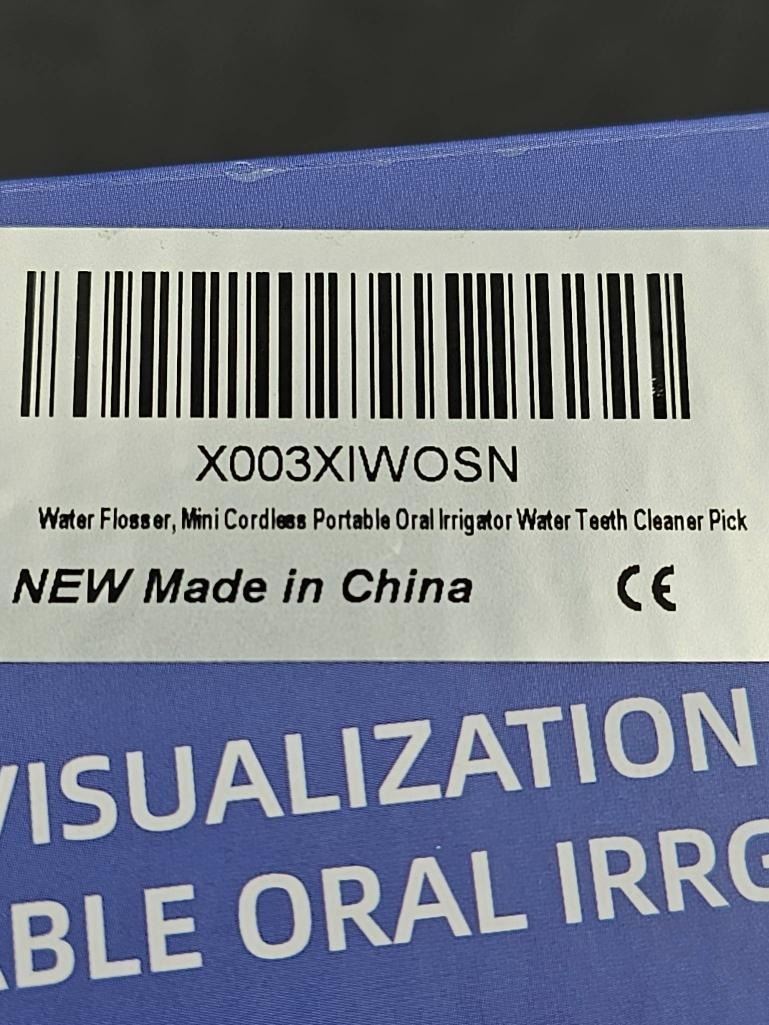 X003XIWOSN
Water Flosser, Mini Cordless Portable Oral Irrigator Water Teeth Cleaner Pick
NEW Made in China
CE
VISUALIZATION
ABLE ORAL IRRG